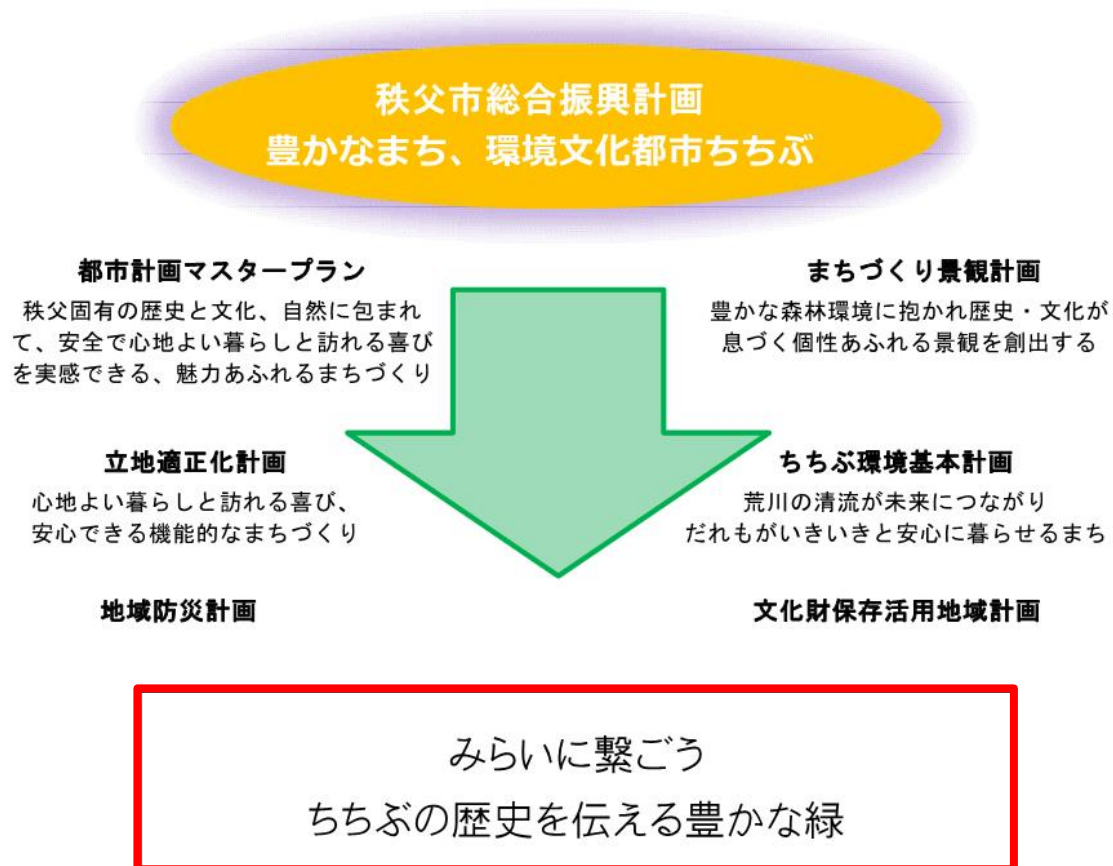 秩父市総合振興計画
豊かなまち、環境文化都市ちちぶ
都市計画マスタープラン
秩父固有の歴史と文化、自然に包まれ
て、安全で心地よい暮らしと訪れる喜び
を実感できる、魅力あふれるまちづくり
まちづくり景観計画
豊かな森林環境に抱かれ歴史・文化が
息づく個性あふれる景観を創出する
立地適正化計画
心地よい暮らしと訪れる喜び、
安心できる機能的なまちづくり
ちちぶ環境基本計画
荒川の清流が未来につながり
だれもがいきいきと安心に暮らせるまち
地域防災計画
文化財保存活用地域計画
みらいに繋ごう
ちちぶの歴史を伝える豊かな緑